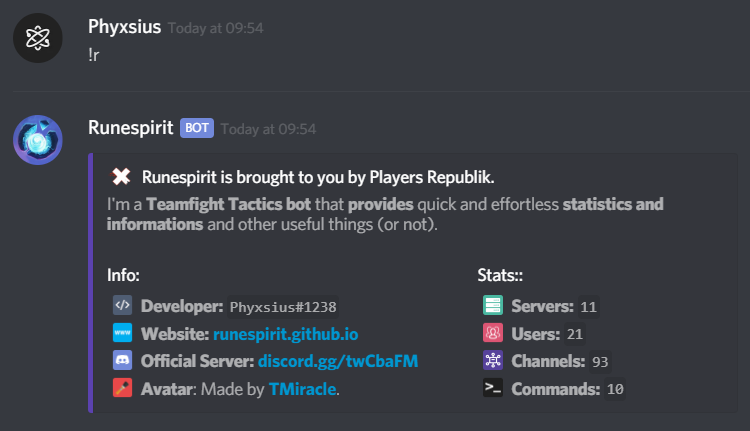 Phyxsius Today at 09:54
!r
Runespirit BOT Today at 09:54
Runespirit is brought to you by Players Republik.
I'm a Teamfight Tactics bot that provides quick and effortless statistics and
informations and other useful things (or not).
Info:
</> Developer: Phyxsius#1238
www Website: runespirit.github.io
Official Server: discord.gg/twCbaFM
Avatar: Made by TMiracle.
Stats::
Servers: 11
Users: 21
Channels: 93
>_ Commands: 10